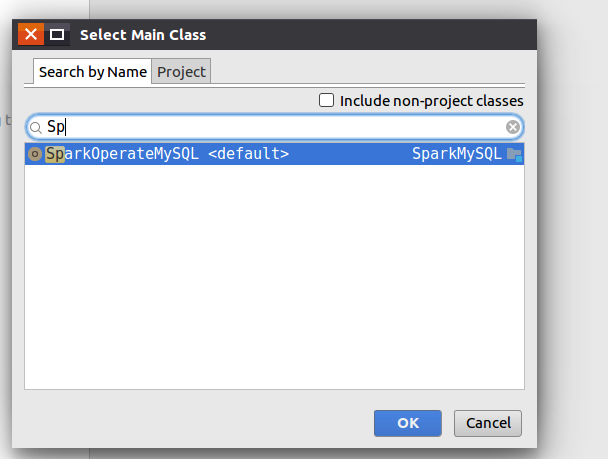 Select Main Class
Search by Name Project
Include non-project classes
Sp
SparkOperateMySQL <default> SparkMySQL
OK Cancel